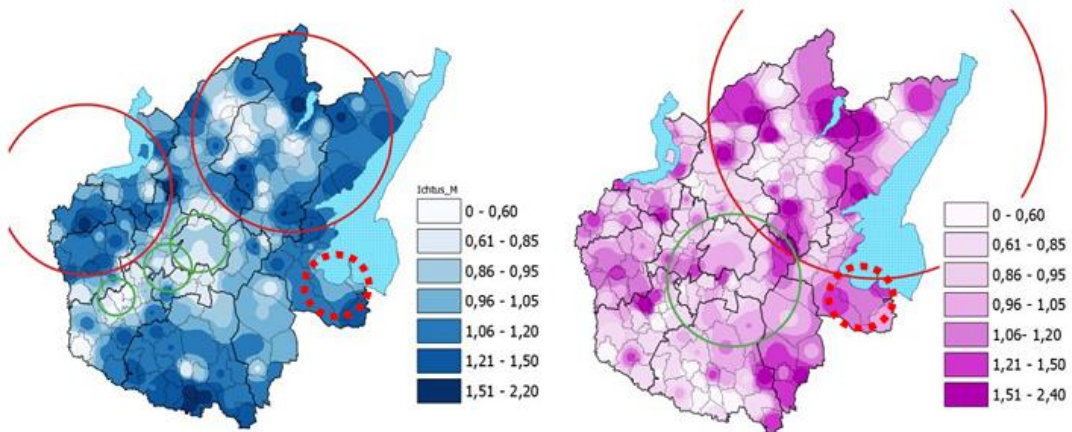 Ichtus_M
0 - 0,60
0,61 - 0,85
0,86 - 0,95
0,96 - 1,05
1,06 - 1,20
1,21 - 1,50
1,51 - 2,20
0 - 0,60
0,61 - 0,85
0,86 - 0,95
0,96 - 1,05
1,06- 1,20
1,21 - 1,50
1,51 - 2,40